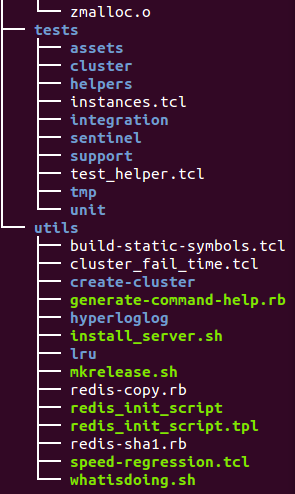 zmalloc.o
tests
assets
cluster
helpers
instances.tcl
integration
sentinel
support
test_helper.tcl
tmp
unit
utils
build-static-symbols.tcl
cluster_fail_time.tcl
create-cluster
generate-command-help.rb
hyperloglog
install_server.sh
lru
mkrelease.sh
redis-copy.rb
redis_init_script
redis_init_script.tpl
redis-sha1.rb
speed-regression.tcl
whatisdoing.sh